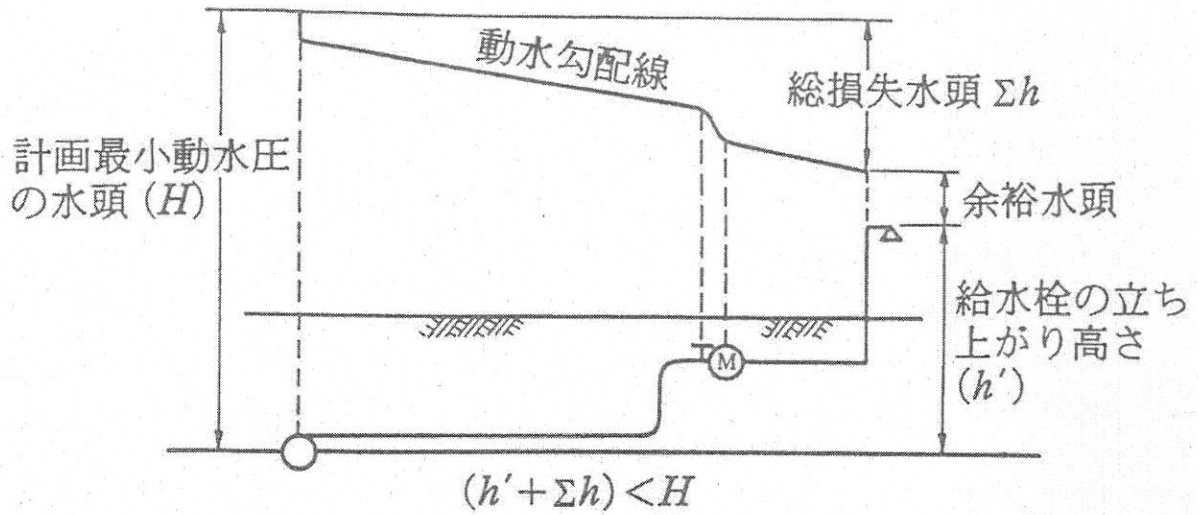 動水勾配線
総損失水頭 Σh
計画最小動水圧
の水頭 (H)
余裕水頭
給水栓の立ち
上がり高さ
(h′)
M
(h′+Σh)<H